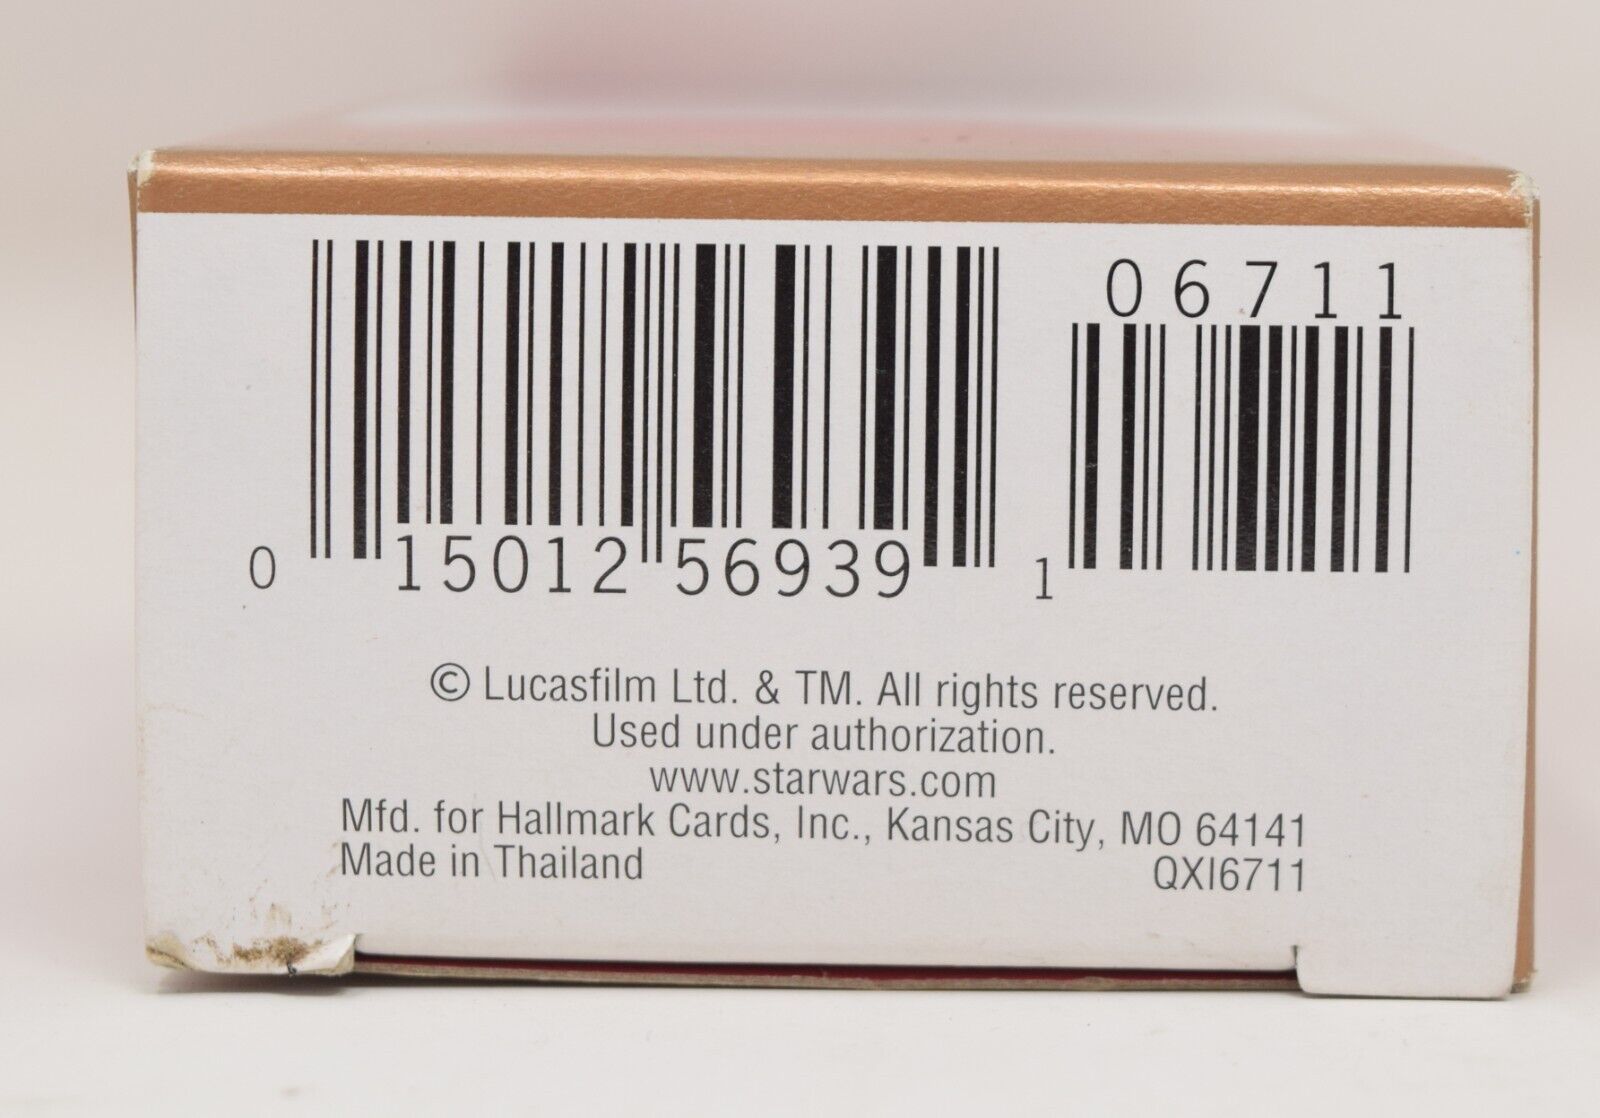 06711
0 15012 56939 1
© Lucasfilm Ltd. & TM. All rights reserved.
Used under authorization.
www.starwars.com
Mfd. for Hallmark Cards, Inc., Kansas City, MO 64141
Made in Thailand QXI6711